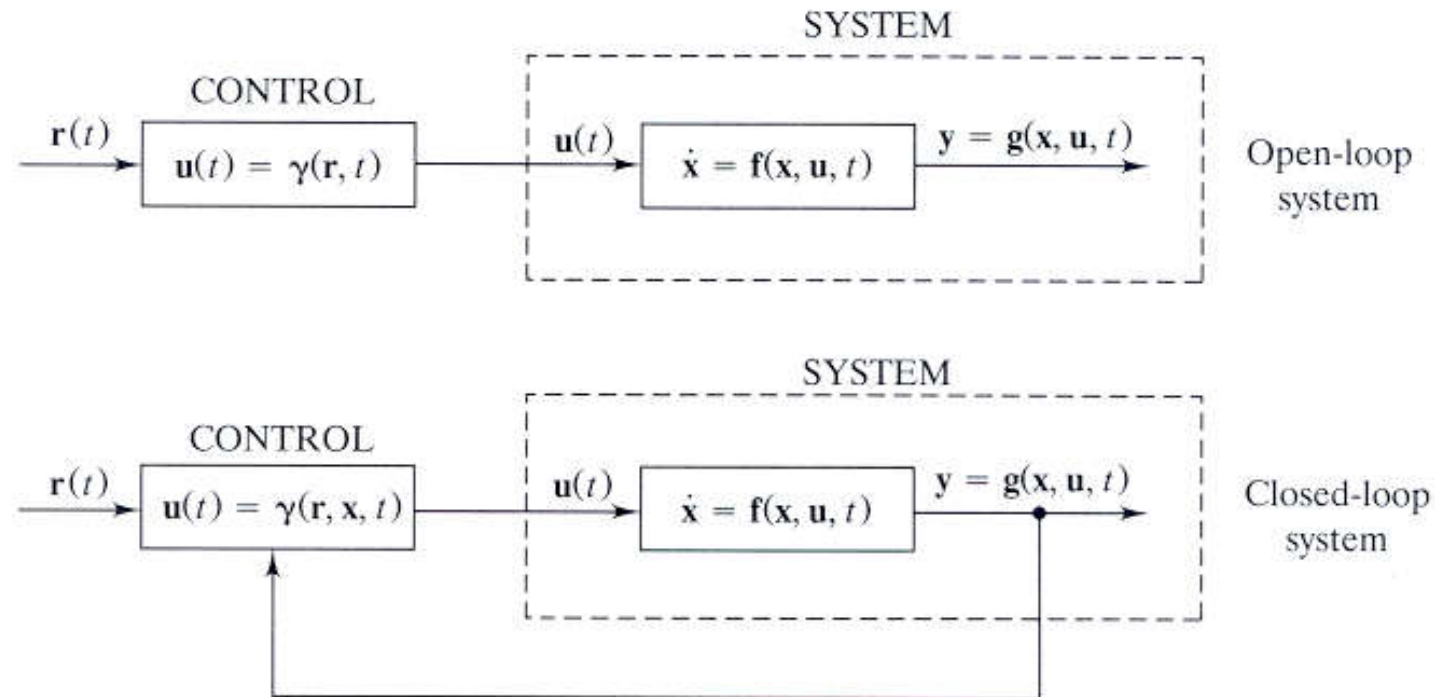 SYSTEM
CONTROL
r(t)
u(t) = γ(r, t)
u(t)
ẋ = f(x, u, t)
y = g(x, u, t)
Open-loop
system
SYSTEM
CONTROL
r(t)
u(t) = γ(r, x, t)
u(t)
ẋ = f(x, u, t)
y = g(x, u, t)
Closed-loop
system